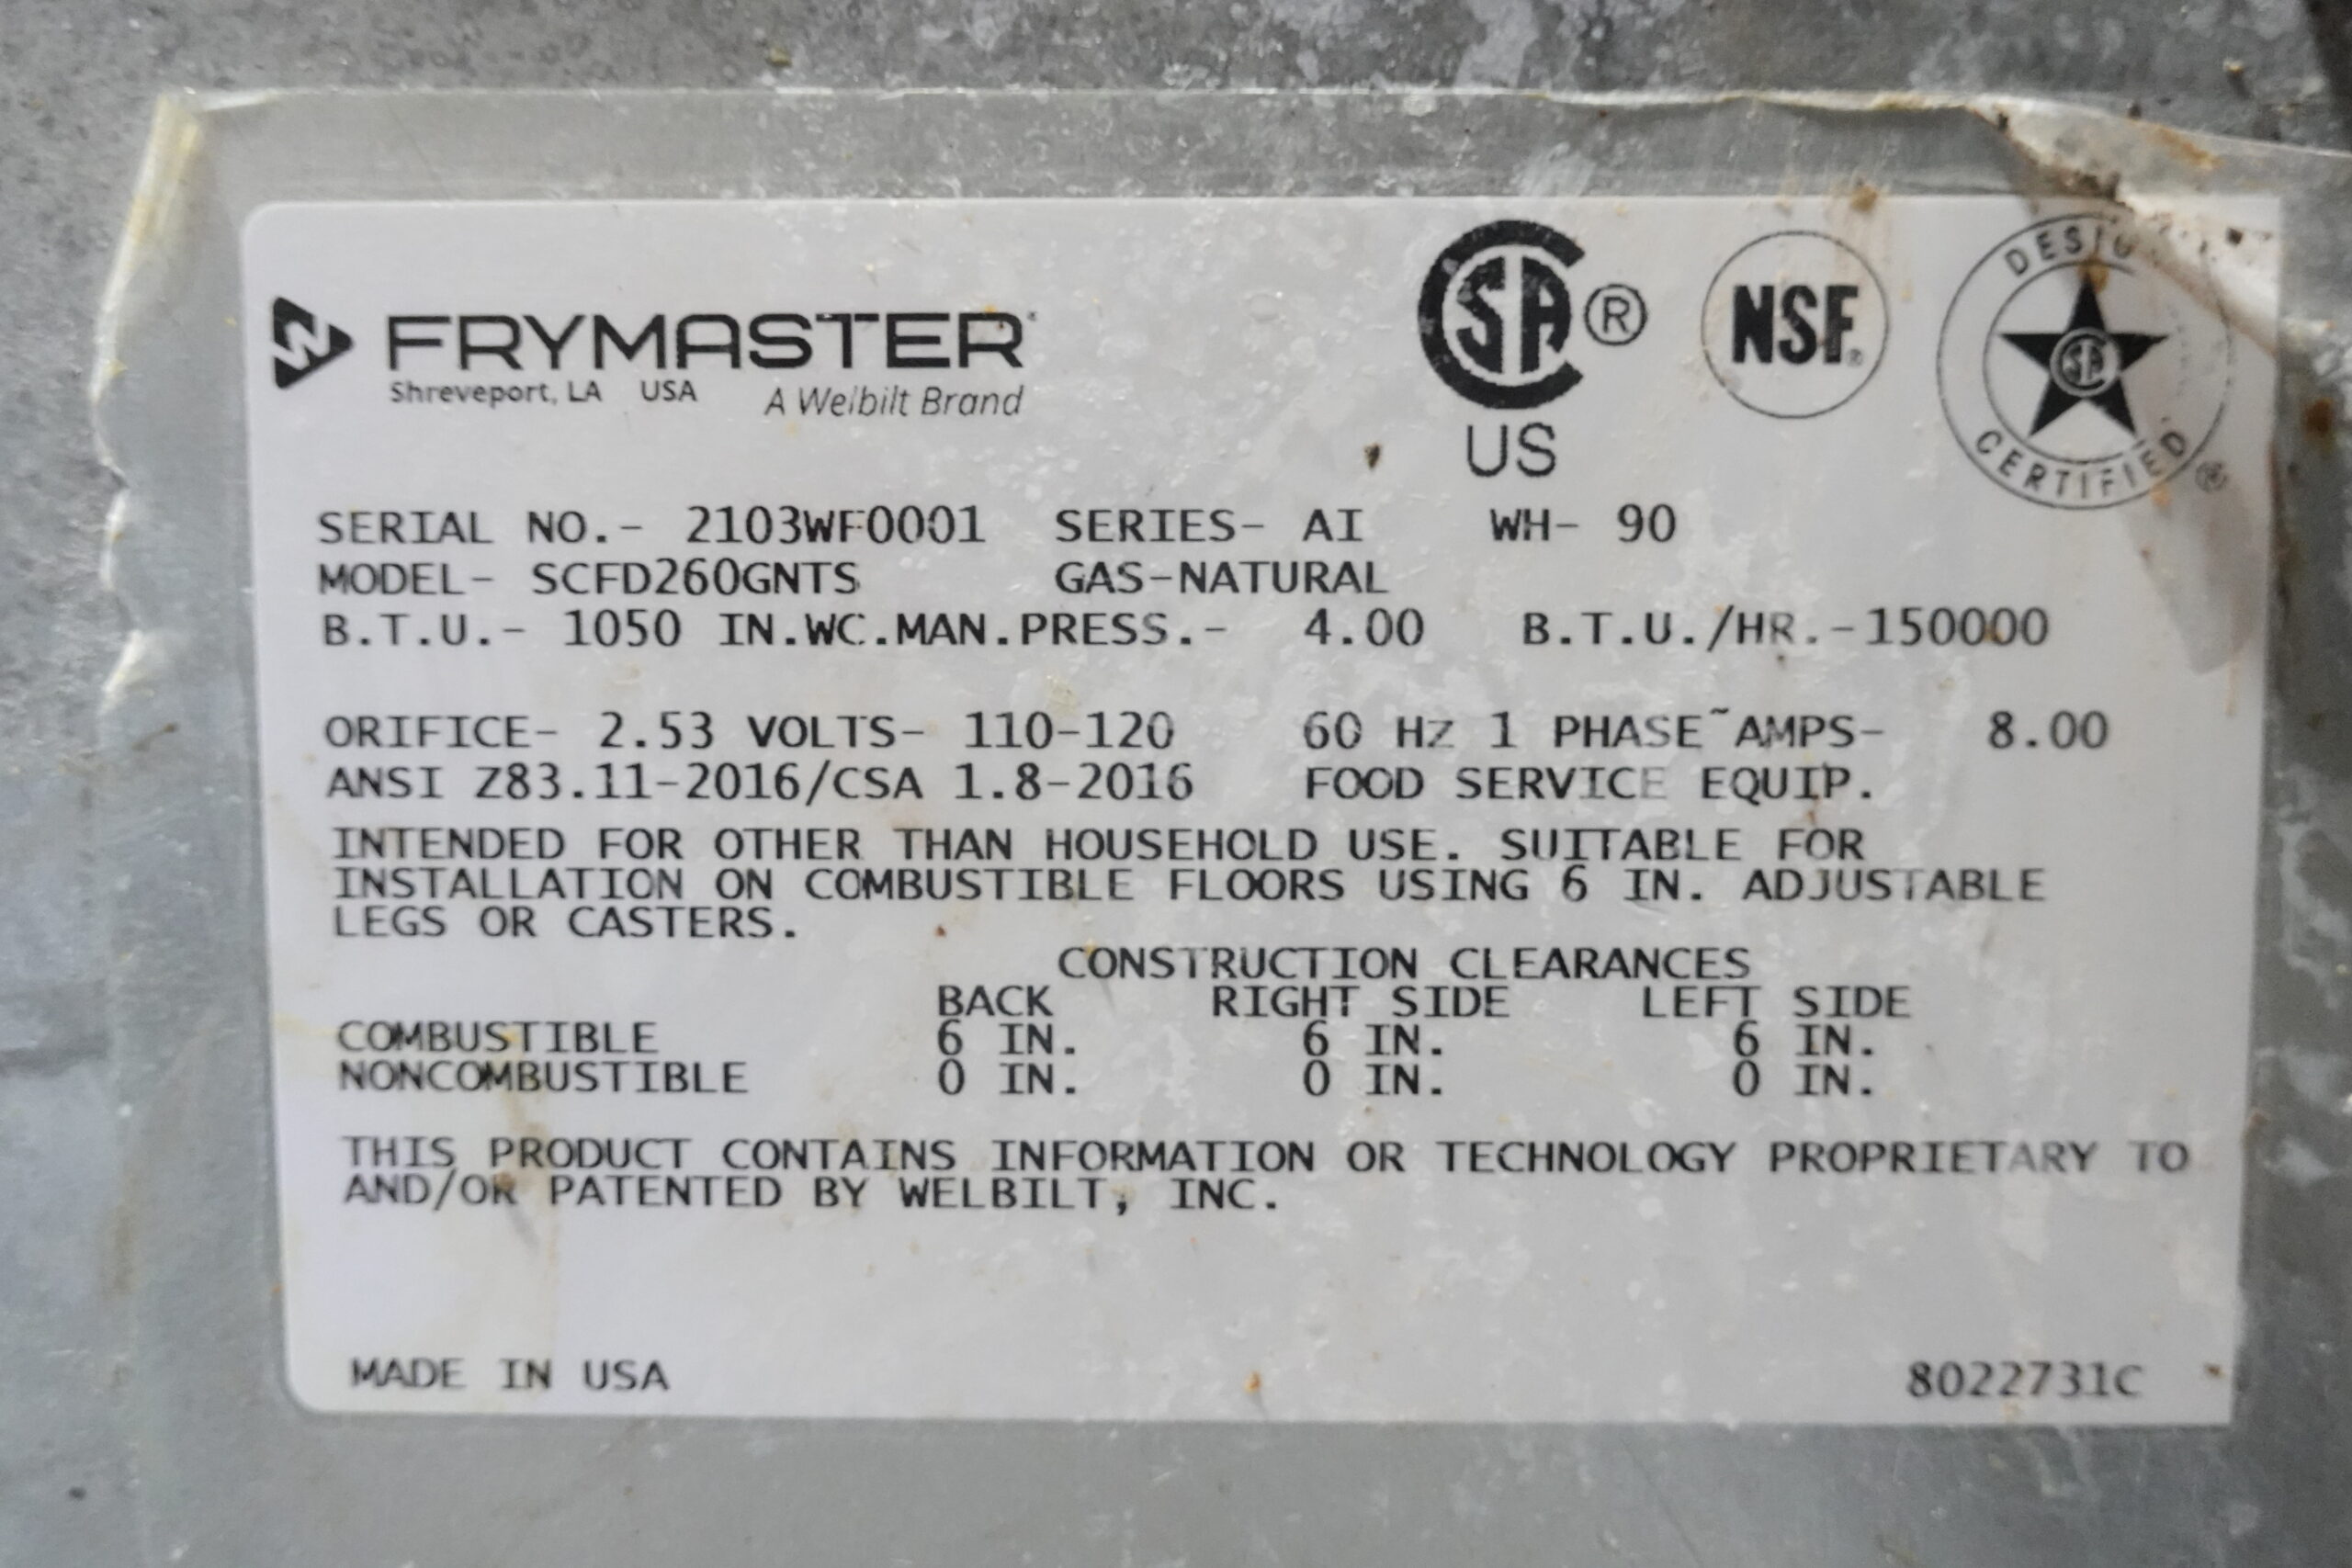 FRYMASTER
Shreveport, LA USA A Welbilt Brand
CSA ® US
NSF®
DESIGN CERTIFIED ®
SERIAL NO.- 2103WF0001 SERIES- AI WH- 90
MODEL- SCFD260GNTS GAS-NATURAL
B.T.U.- 1050 IN.WC.MAN.PRESS.- 4.00 B.T.U./HR.-150000
ORIFICE- 2.53 VOLTS- 110-120 60 Hz 1 PHASE~AMPS- 8.00
ANSI Z83.11-2016/CSA 1.8-2016 FOOD SERVICE EQUIP.
INTENDED FOR OTHER THAN HOUSEHOLD USE. SUITABLE FOR
INSTALLATION ON COMBUSTIBLE FLOORS USING 6 IN. ADJUSTABLE
LEGS OR CASTERS.
CONSTRUCTION CLEARANCES
BACK RIGHT SIDE LEFT SIDE
COMBUSTIBLE 6 IN. 6 IN. 6 IN.
NONCOMBUSTIBLE 0 IN. 0 IN. 0 IN.
THIS PRODUCT CONTAINS INFORMATION OR TECHNOLOGY PROPRIETARY TO
AND/OR PATENTED BY WELBILT, INC.
MADE IN USA 8022731C